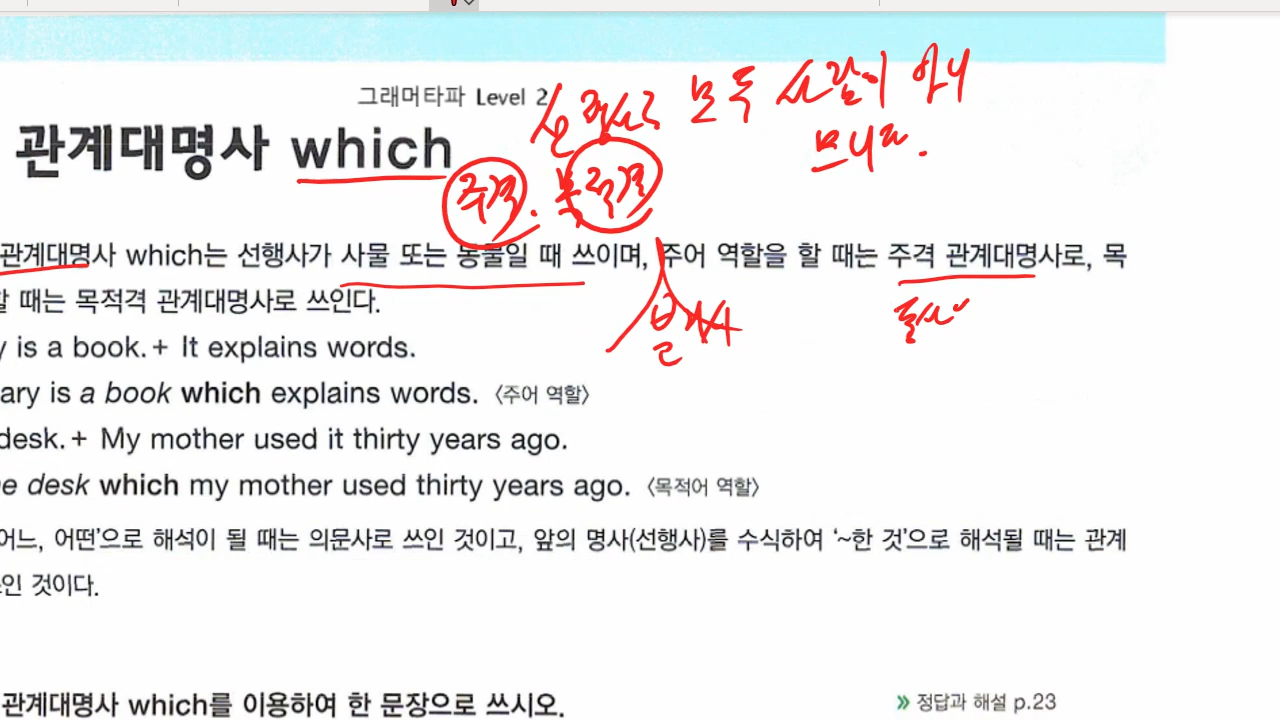 그래머타파 Level 2
모두 사람이 아니
관계대명사 which
주격. 목적격
관계대명사 which는 선행사가 사물 또는 동물일 때 쓰이며, 주어 역할을 할 때는 주격 관계대명사로, 목
할 때는 목적격 관계대명사로 쓰인다.
y is a book. + It explains words.
ary is a book which explains words. 〈주어 역할〉
desk. + My mother used it thirty years ago.
e desk which my mother used thirty years ago. 〈목적어 역할〉
어느, 어떤'으로 해석이 될 때는 의문사로 쓰인 것이고, 앞의 명사(선행사)를 수식하여 '~한 것'으로 해석될 때는 관계
쓰인 것이다.
관계대명사 which를 이용하여 한 문장으로 쓰시오.
» 정답과 해설 p.23